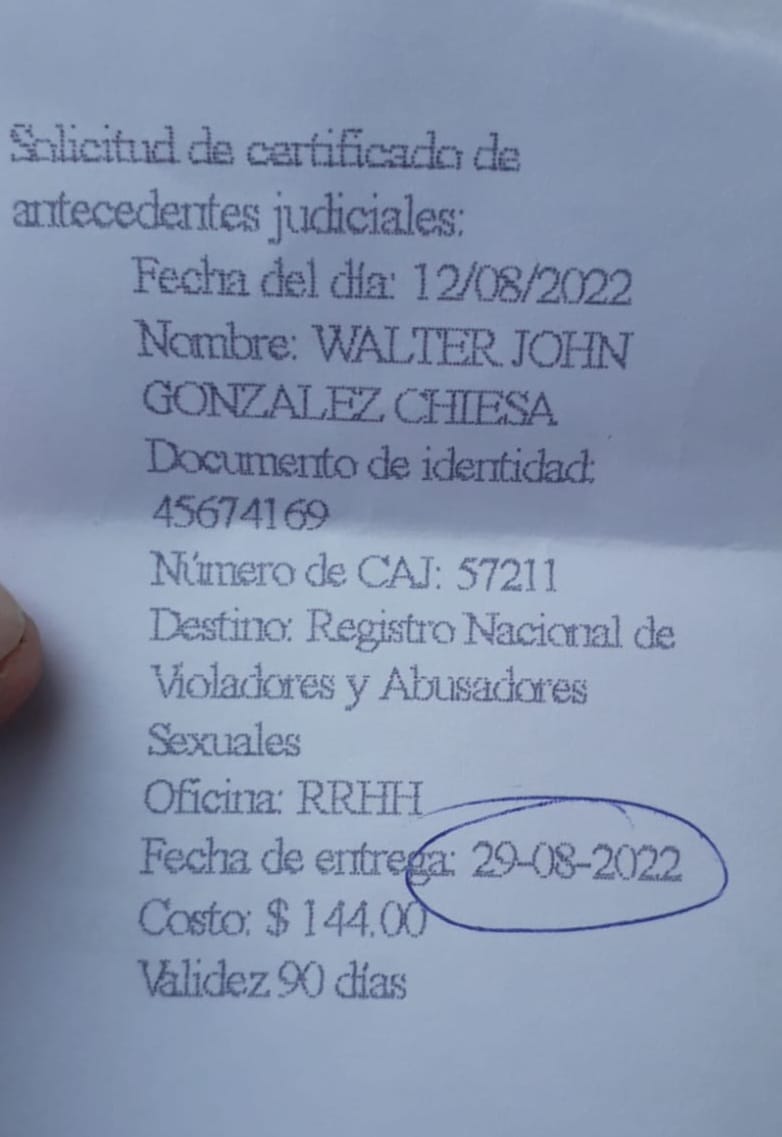 Solicitud de certificado de
antecedentes judiciales:
Fecha del día: 12/08/2022
Nombre: WALTER JOHN
GONZALEZ CHIESA
Documento de identidad:
45674169
Número de CAJ: 57211
Destino: Registro Nacional de
Violadores y Abusadores
Sexuales
Oficina: RRHH
Fecha de entrega: 29-08-2022
Costo: $ 144.00
Validez 90 días